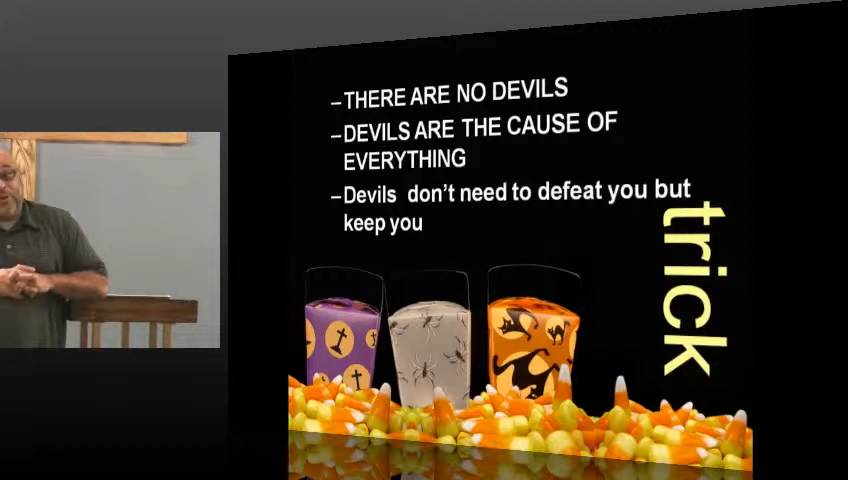 –THERE ARE NO DEVILS
–DEVILS ARE THE CAUSE OF
EVERYTHING
–Devils don't need to defeat you but
keep you
trick